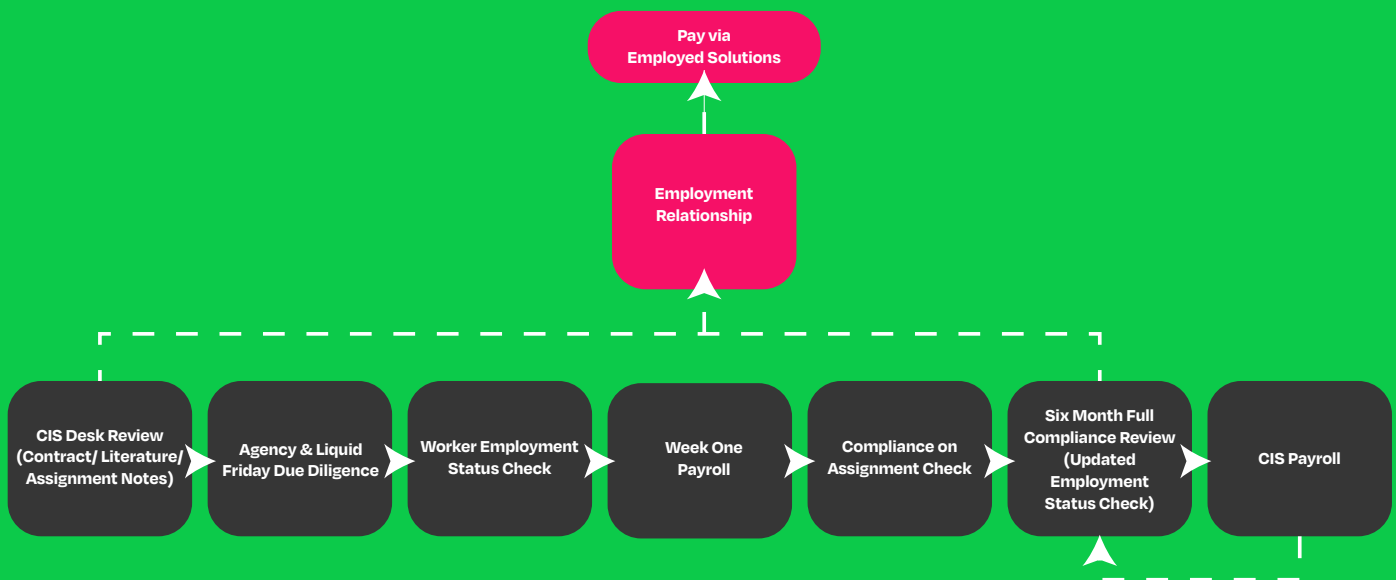 Pay via
Employed Solutions
Employment
Relationship
CIS Desk Review
(Contract/ Literature/
Assignment Notes)
Agency & Liquid
Friday Due Diligence
Worker Employment
Status Check
Week One
Payroll
Compliance on
Assignment Check
Six Month Full
Compliance Review
(Updated
Employment
Status Check)
CIS Payroll